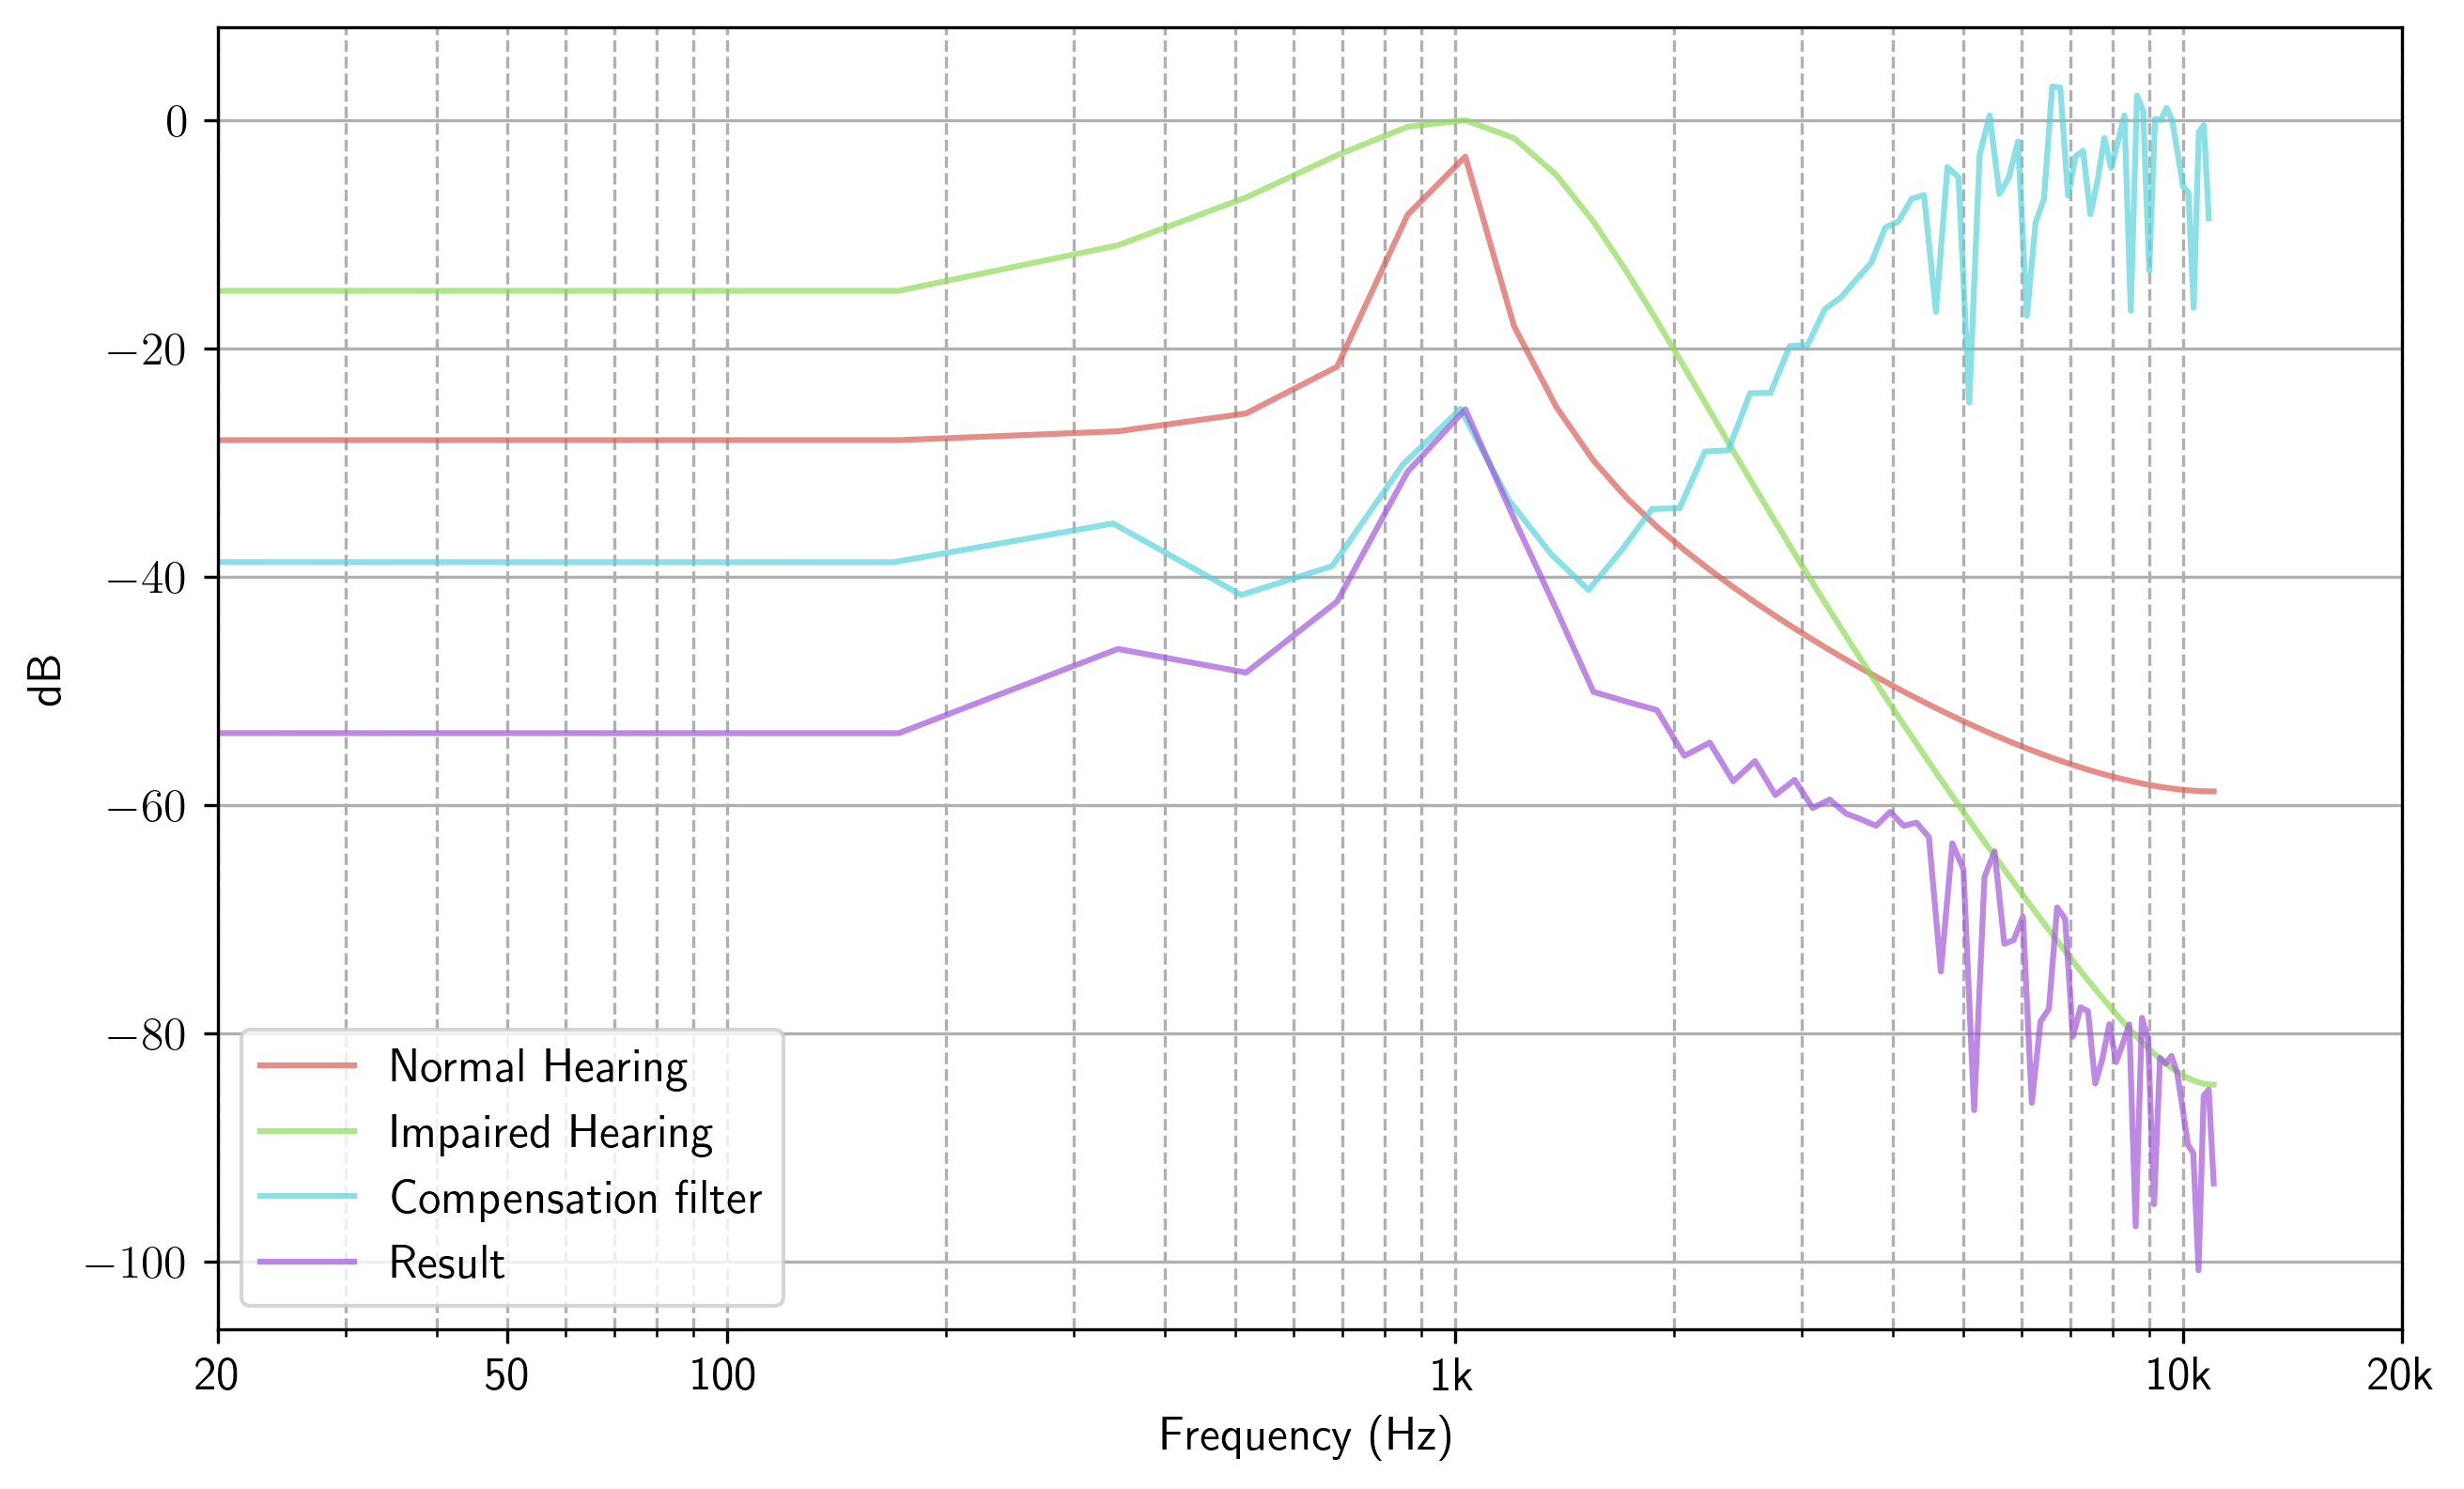 0
−20
−40
−60
−80
−100
dB
Normal Hearing
Impaired Hearing
Compensation filter
Result
20 50 100 1k 10k 20k
Frequency (Hz)